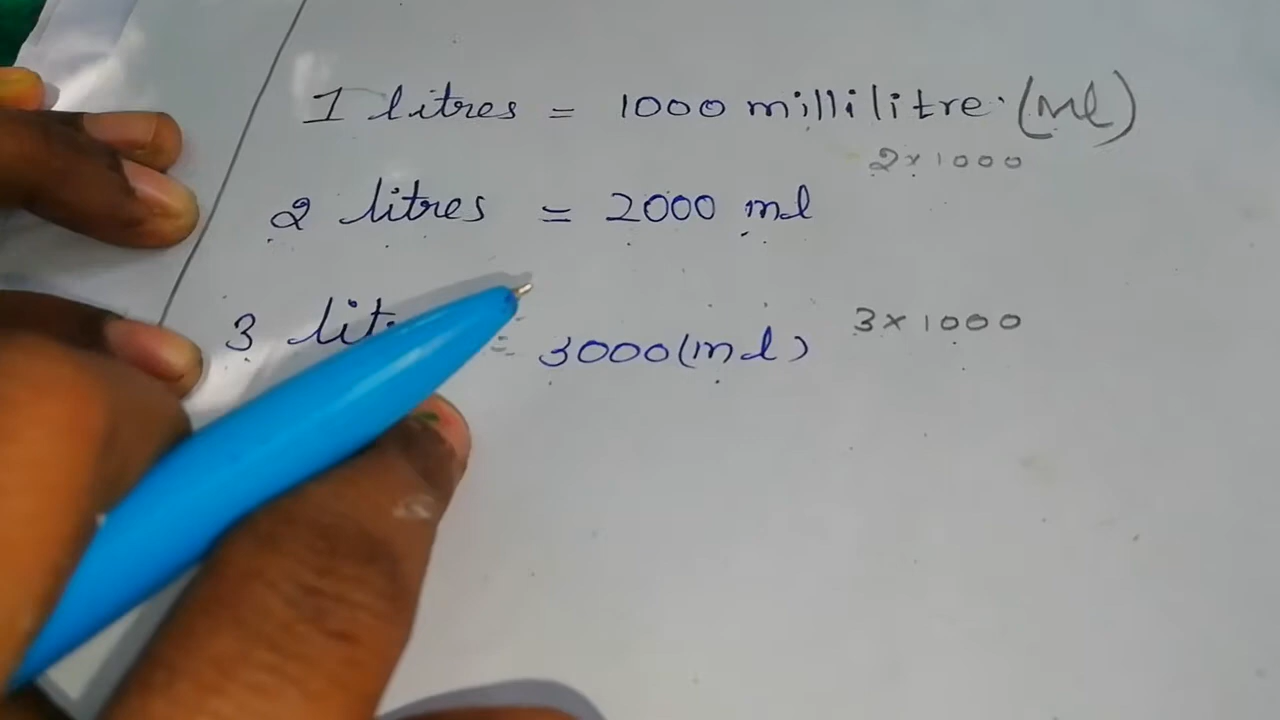 1 litres = 1000 millilitre. (ml)
2 × 1000
2 litres = 2000 ml
3 = 3000 (ml) 3 × 1000